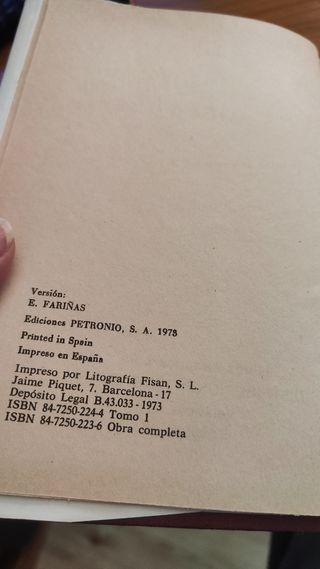 Versión:
E. FARIÑAS
Ediciones PETRONIO, S. A. 1973
Printed in Spain
Impreso en España
Impreso por Litografía Fisan, S. L.
Jaime Piquet, 7. Barcelona - 17
Depósito Legal B.43.033 - 1973
ISBN 84-7250-224-4 Tomo 1
ISBN 84-7250-223-6 Obra completa